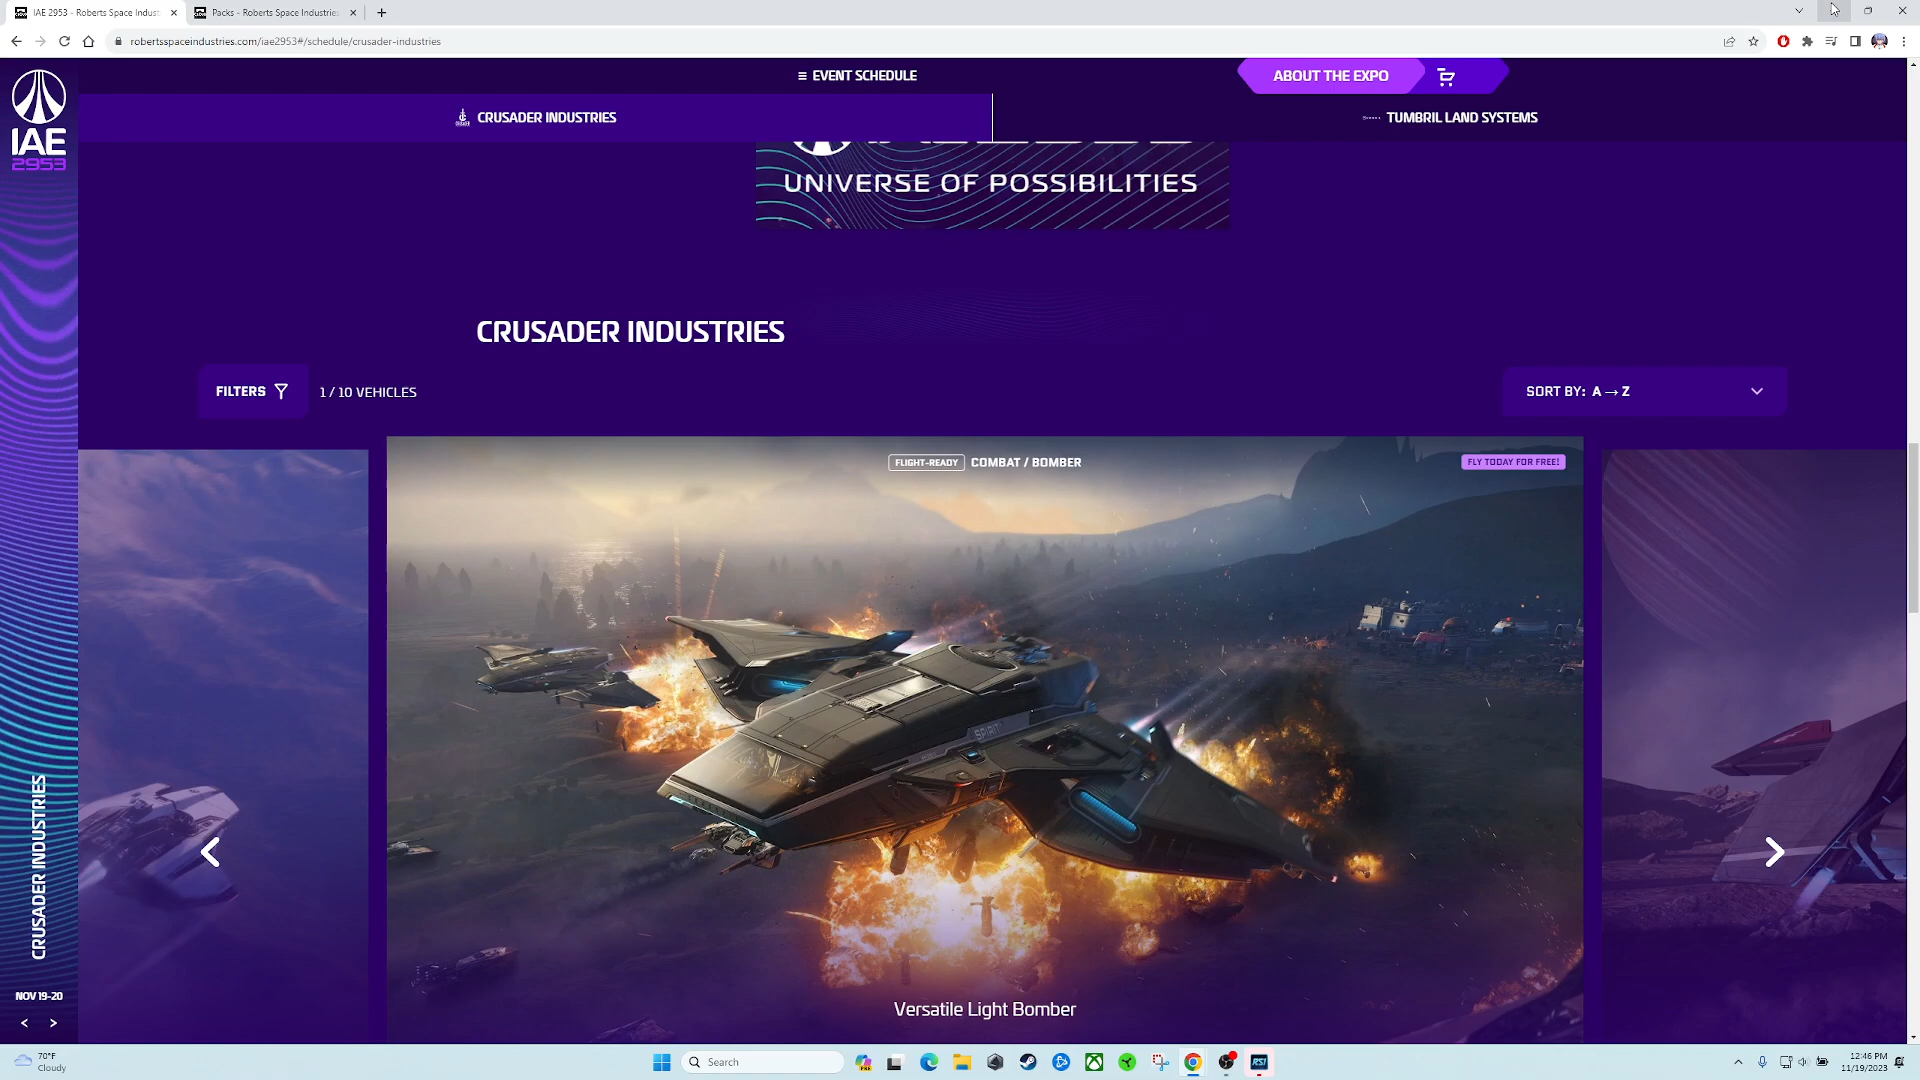 IAE 2953 - Roberts Space Indust
Packs - Roberts Space Industries
robertsspaceindustries.com/iae2953#/schedule/crusader-industries
IAE
2953
EVENT SCHEDULE
ABOUT THE EXPO
CRUSADER INDUSTRIES
TUMBRIL LAND SYSTEMS
UNIVERSE OF POSSIBILITIES
CRUSADER INDUSTRIES
FILTERS
1 / 10 VEHICLES
SORT BY: A → Z
FLIGHT-READY COMBAT / BOMBER
FLY TODAY FOR FREE!
SPIRIT
Versatile Light Bomber
CRUSADER INDUSTRIES
NOV 19-20
70°F
Cloudy
Search
RSI
12:46 PM
11/19/2023